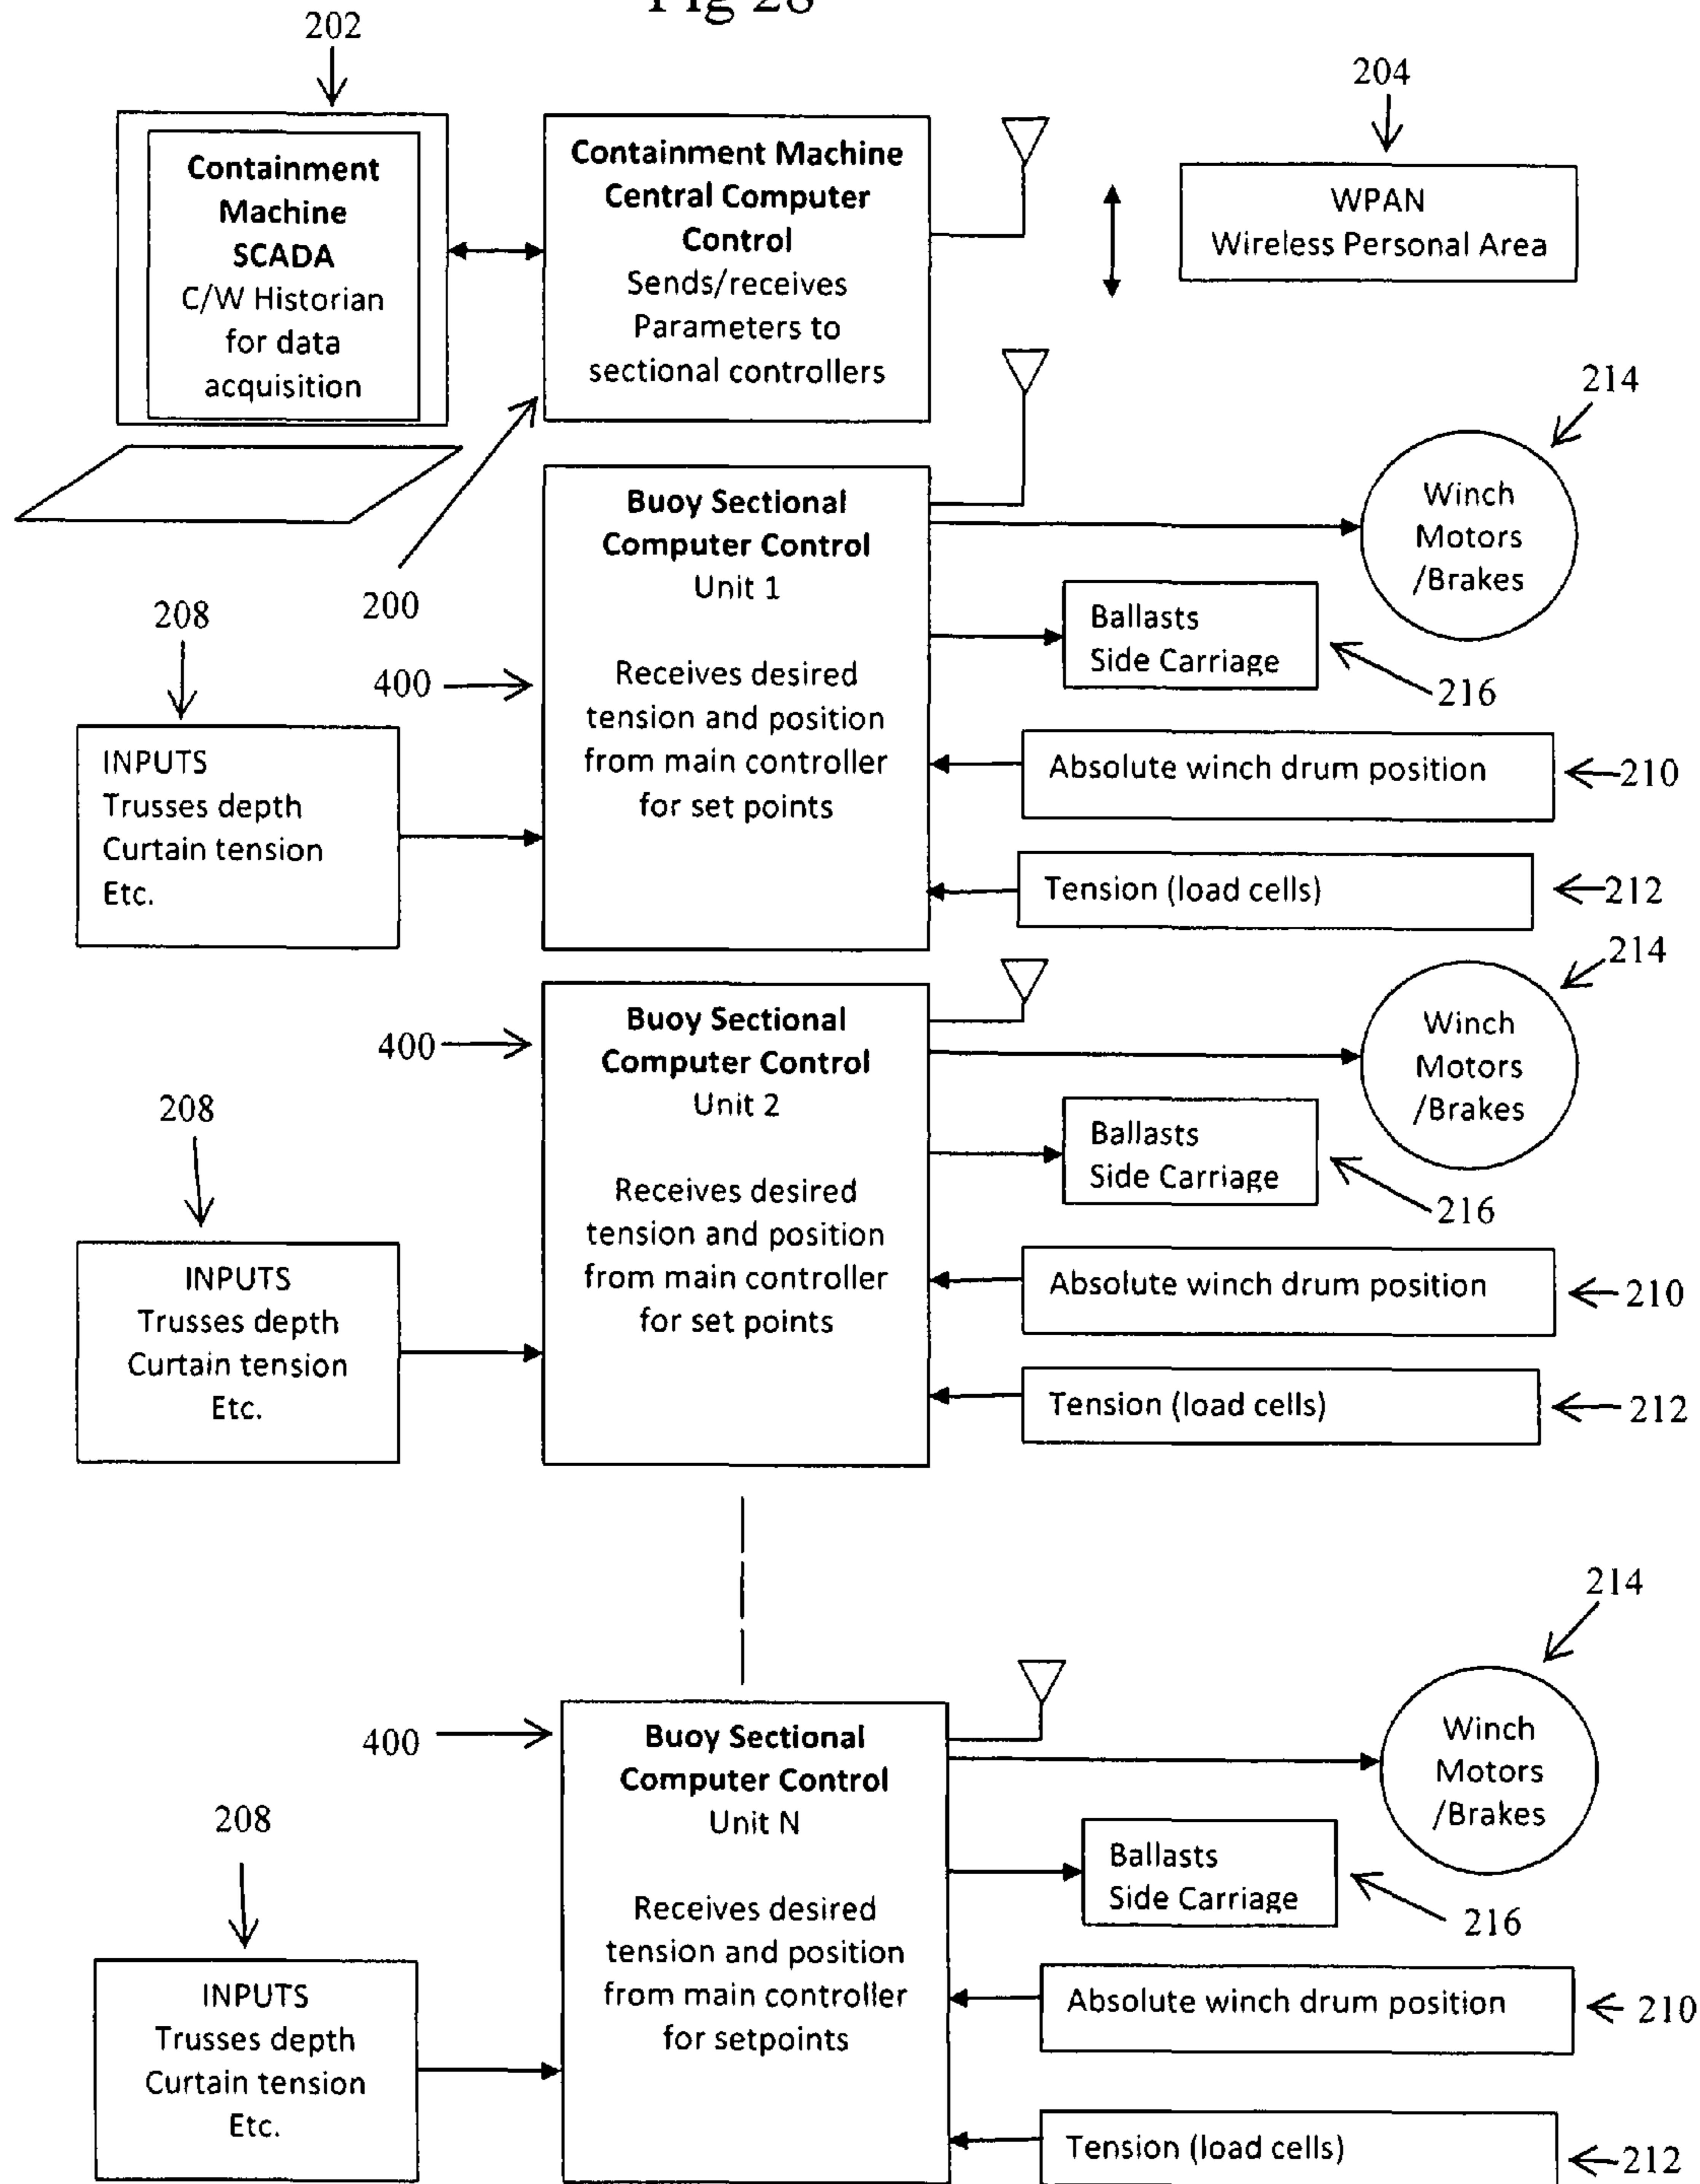 Fig 28
202
204
Containment
Machine
SCADA
C/W Historian
for data
acquisition
Containment Machine
Central Computer
Control
Sends/receives
Parameters to
sectional controllers
WPAN
Wireless Personal Area
200
214
Buoy Sectional
Computer Control
Unit 1
Receives desired
tension and position
from main controller
for set points
400
208
INPUTS
Trusses depth
Curtain tension
Etc.
Winch
Motors
/Brakes
Ballasts
Side Carriage
216
Absolute winch drum position
210
Tension (load cells)
212
214
Buoy Sectional
Computer Control
Unit 2
Receives desired
tension and position
from main controller
for set points
400
208
INPUTS
Trusses depth
Curtain tension
Etc.
Winch
Motors
/Brakes
Ballasts
Side Carriage
216
Absolute winch drum position
210
Tension (load cells)
212
214
Buoy Sectional
Computer Control
Unit N
Receives desired
tension and position
from main controller
for setpoints
400
208
INPUTS
Trusses depth
Curtain tension
Etc.
Winch
Motors
/Brakes
Ballasts
Side Carriage
216
Absolute winch drum position
210
Tension (load cells)
212